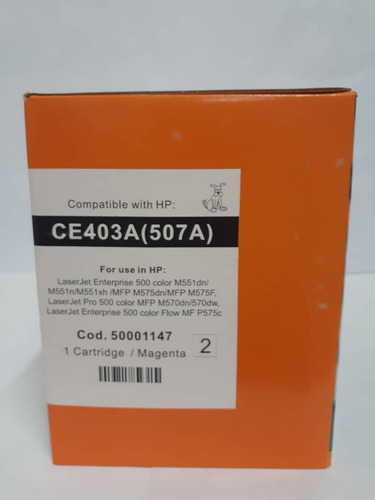 Compatible with HP:
CE403A(507A)
For use in HP:
LaserJet Enterprise 500 color M551dn/
M551n/M551xh /MFP M575dn/MFP M575F,
LaserJet Pro 500 color MFP M570dn/570dw,
LaserJet Enterprise 500 color Flow MF P575c
Cod. 50001147
1 Cartridge / Magenta 2